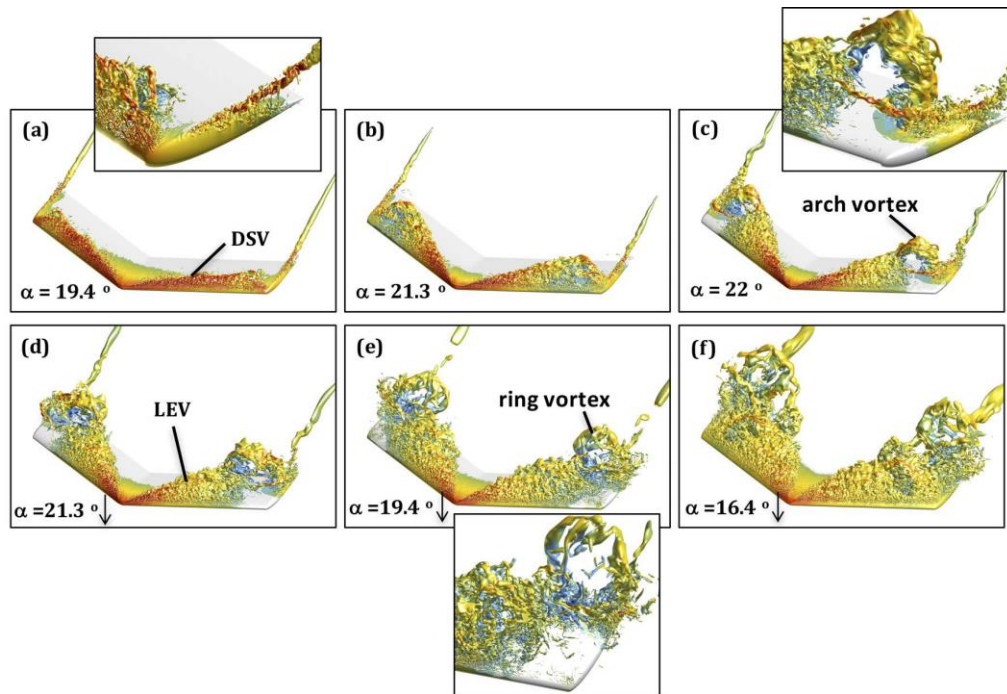 (a)
DSV
α = 19.4 °
(b)
α = 21.3 °
(c)
arch vortex
α = 22°
(d)
LEV
α =21.3 °
(e)
ring vortex
α =19.4 °
(f)
α =16.4 °